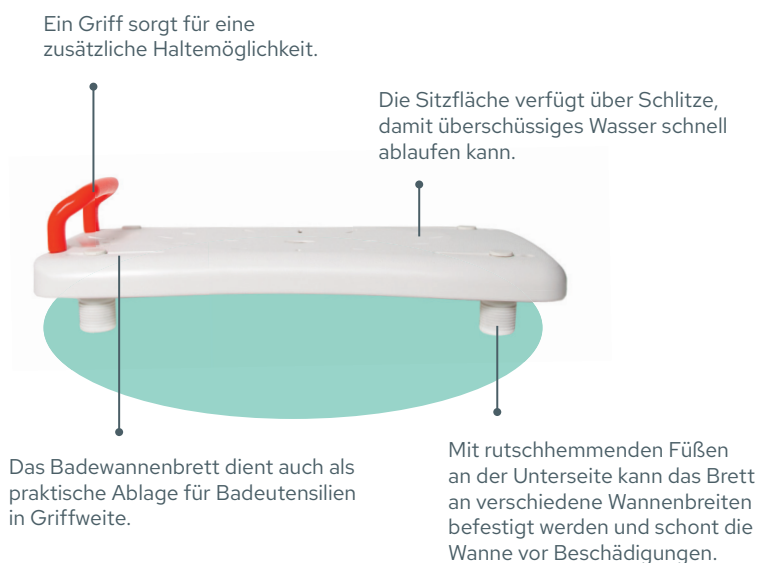 Ein Griff sorgt für eine
zusätzliche Haltemöglichkeit.
Die Sitzfläche verfügt über Schlitze,
damit überschüssiges Wasser schnell
ablaufen kann.
Das Badewannenbrett dient auch als
praktische Ablage für Badeutensilien
in Griffweite.
Mit rutschhemmenden Füßen
an der Unterseite kann das Brett
an verschiedene Wannenbreiten
befestigt werden und schont die
Wanne vor Beschädigungen.